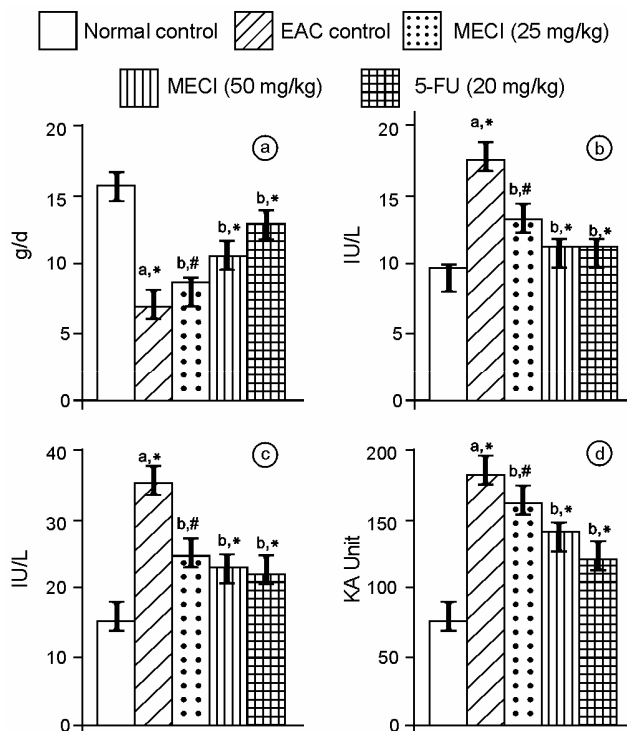 Normal control EAC control MECI (25 mg/kg)
MECI (50 mg/kg) 5-FU (20 mg/kg)
20
15
10
5
0
g/d
a
a,*
b,#
b,*
b,*
20
15
10
5
0
IU/L
b
a,*
b,#
b,*
b,*
40
30
20
10
0
IU/L
c
a,*
b,#
b,*
b,*
200
150
100
50
0
KA Unit
d
a,*
b,#
b,*
b,*